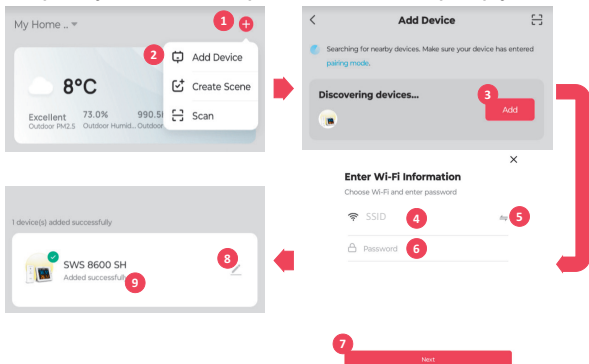 My Home ..
1
2
Add Device
Create Scene
Scan
8°C
Excellent
Outdoor PM2.5
73.0%
Outdoor Humid...
990.5
Outdoor
Add Device
Searching for nearby devices. Make sure your device has entered
pairing mode.
Discovering devices...
3
Add
Enter Wi-Fi Information
Choose Wi-Fi and enter password
SSID
4
5
Password
6
7
Next
1 device(s) added successfully
SWS 8600 SH
Added successfully
8
9